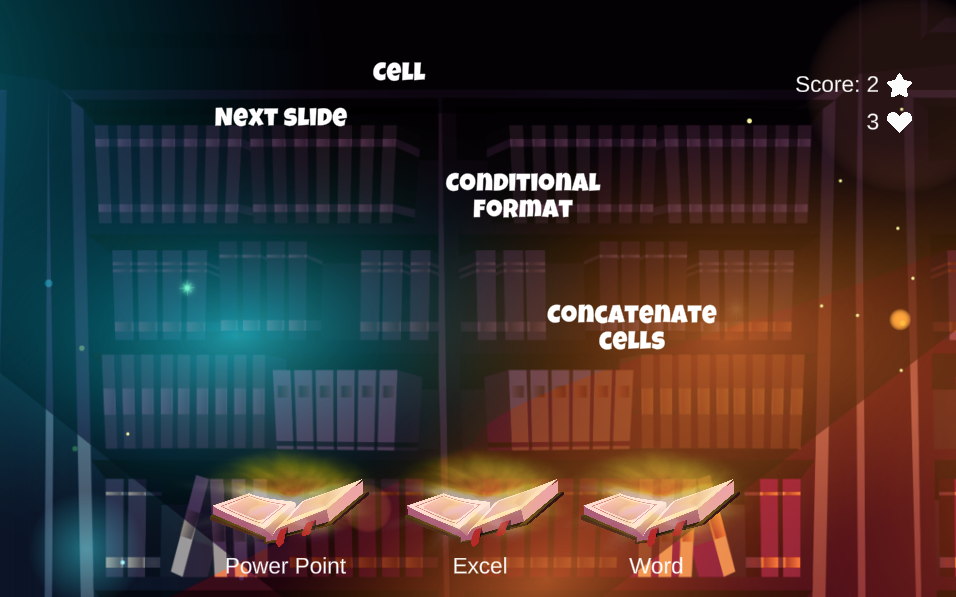 Cell
Score: 2
Next slide
3
Conditional
format
Concatenate
cells
Power Point
Excel
Word